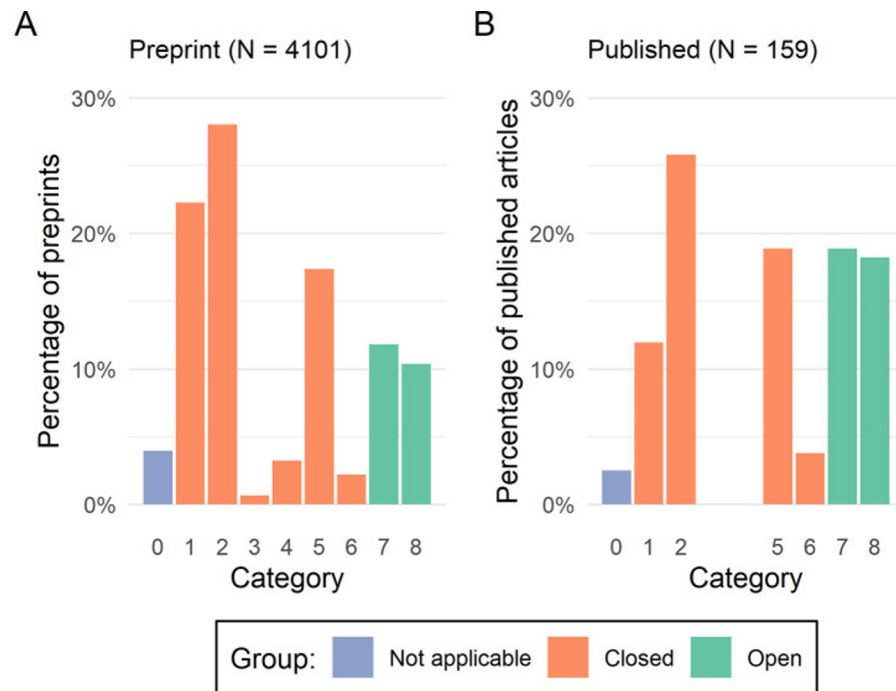 A
Preprint (N = 4101)
Percentage of preprints
30%
20%
10%
0%
0 1 2 3 4 5 6 7 8
Category
B
Published (N = 159)
Percentage of published articles
30%
20%
10%
0%
0 1 2 5 6 7 8
Category
Group: Not applicable Closed Open